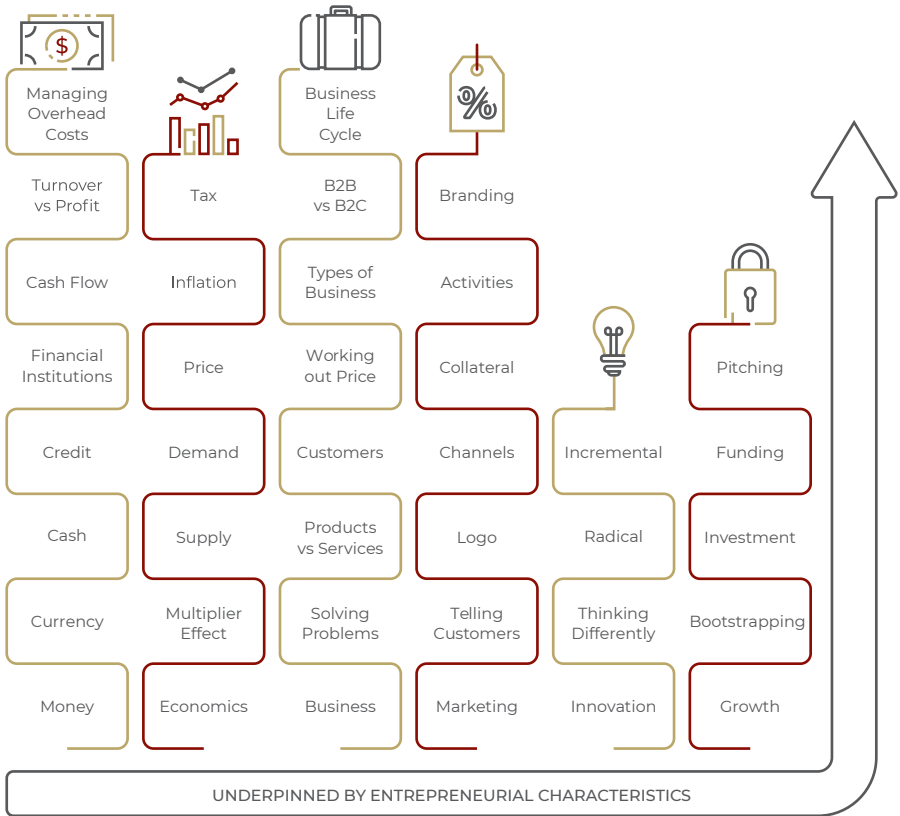 $
Managing
Overhead
Costs
Turnover
vs Profit
Cash Flow
Financial
Institutions
Credit
Cash
Currency
Money
Tax
Inflation
Price
Demand
Supply
Multiplier
Effect
Economics
Business
Life
Cycle
B2B
vs B2C
Types of
Business
Working
out Price
Customers
Products
vs Services
Solving
Problems
Business
%
Branding
Activities
Collateral
Channels
Logo
Telling
Customers
Marketing
Incremental
Radical
Thinking
Differently
Innovation
Pitching
Funding
Investment
Bootstrapping
Growth
UNDERPINNED BY ENTREPRENEURIAL CHARACTERISTICS